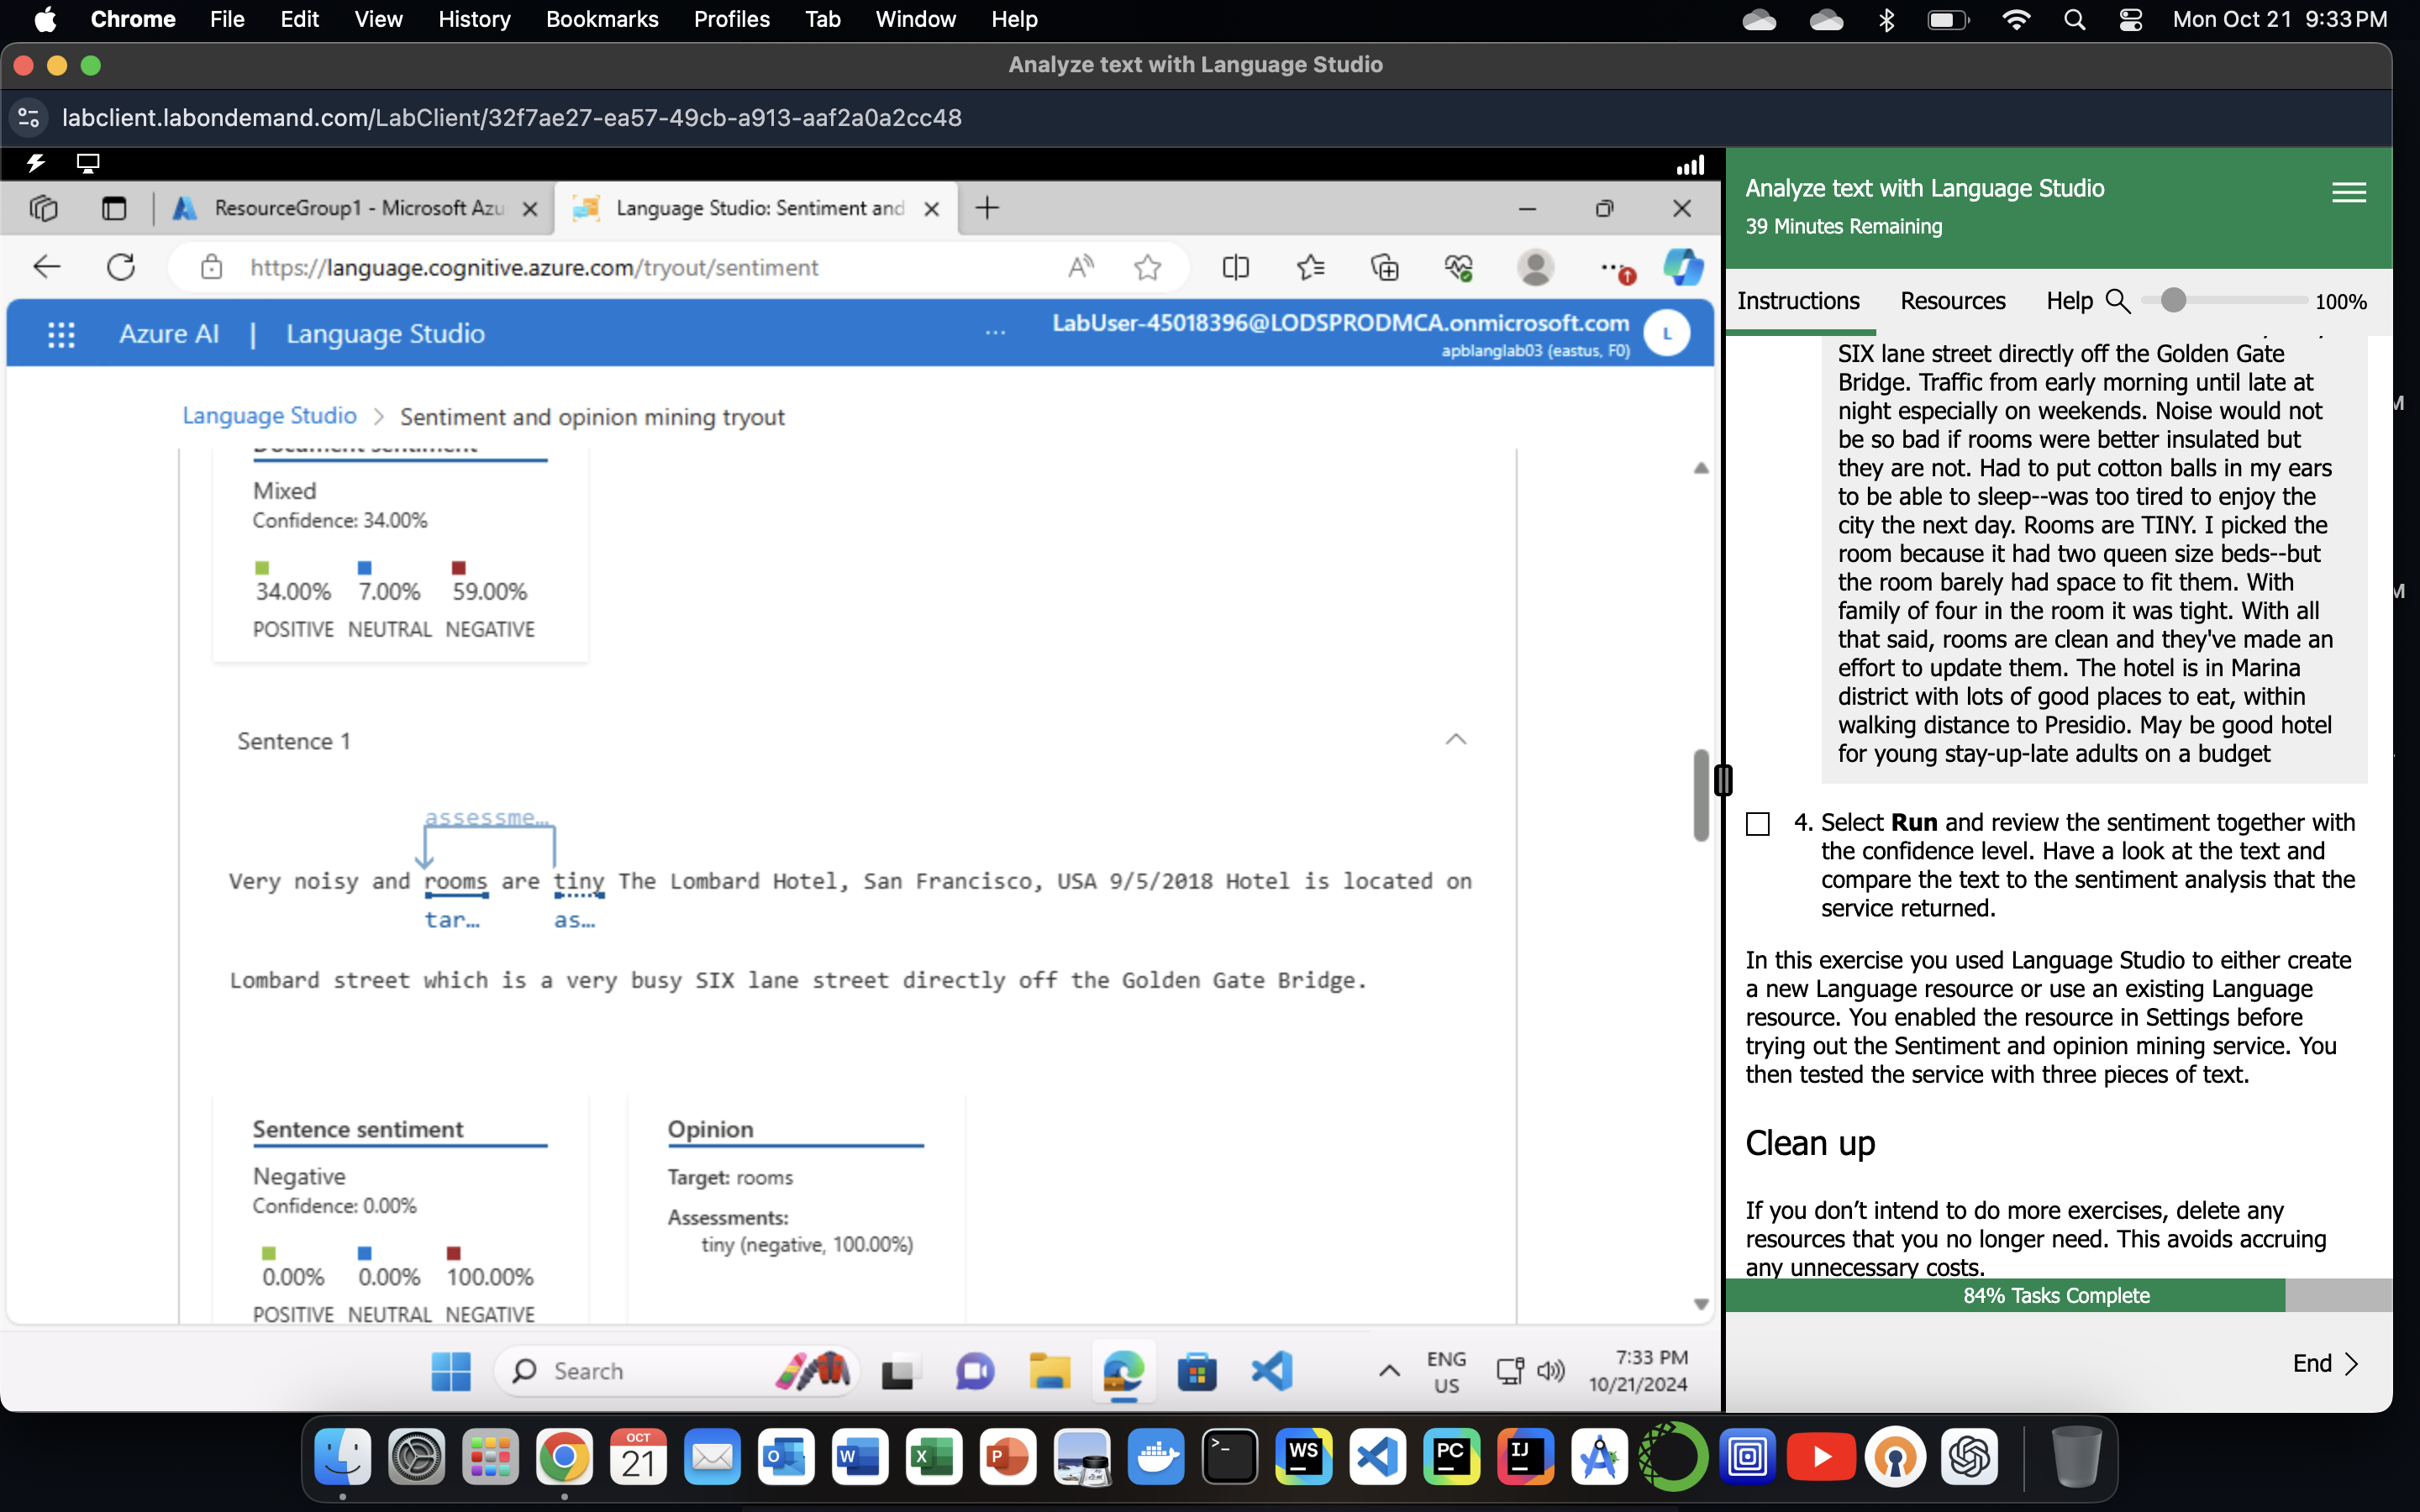 Chrome File Edit View History Bookmarks Profiles Tab Window Help Mon Oct 21 9:33 PM
Analyze text with Language Studio
labclient.labondemand.com/LabClient/32f7ae27-ea57-49cb-a913-aaf2a0a2cc48
ResourceGroup1 - Microsoft Azu
Language Studio: Sentiment and
https://language.cognitive.azure.com/tryout/sentiment
Azure AI | Language Studio
... LabUser-45018396@LODSPRODMCA.onmicrosoft.com L
apblanglab03 (eastus, F0)
Language Studio > Sentiment and opinion mining tryout
Document sentiment
Mixed
Confidence: 34.00%
34.00% 7.00% 59.00%
POSITIVE NEUTRAL NEGATIVE
Sentence 1
assessme...
Very noisy and rooms are tiny The Lombard Hotel, San Francisco, USA 9/5/2018 Hotel is located on
tar... as...
Lombard street which is a very busy SIX lane street directly off the Golden Gate Bridge.
Sentence sentiment
Negative
Confidence: 0.00%
0.00% 0.00% 100.00%
POSITIVE NEUTRAL NEGATIVE
Opinion
Target: rooms
Assessments:
tiny (negative, 100.00%)
Search
ENG
US
7:33 PM
10/21/2024
Analyze text with Language Studio
39 Minutes Remaining
Instructions Resources Help 100%
SIX lane street directly off the Golden Gate
Bridge. Traffic from early morning until late at
night especially on weekends. Noise would not
be so bad if rooms were better insulated but
they are not. Had to put cotton balls in my ears
to be able to sleep--was too tired to enjoy the
city the next day. Rooms are TINY. I picked the
room because it had two queen size beds--but
the room barely had space to fit them. With
family of four in the room it was tight. With all
that said, rooms are clean and they've made an
effort to update them. The hotel is in Marina
district with lots of good places to eat, within
walking distance to Presidio. May be good hotel
for young stay-up-late adults on a budget
4. Select Run and review the sentiment together with
the confidence level. Have a look at the text and
compare the text to the sentiment analysis that the
service returned.
In this exercise you used Language Studio to either create
a new Language resource or use an existing Language
resource. You enabled the resource in Settings before
trying out the Sentiment and opinion mining service. You
then tested the service with three pieces of text.
Clean up
If you don’t intend to do more exercises, delete any
resources that you no longer need. This avoids accruing
any unnecessary costs.
84% Tasks Complete
End >
M
M
OCT
21
O
W
X
P
>_
WS
PC
IJ